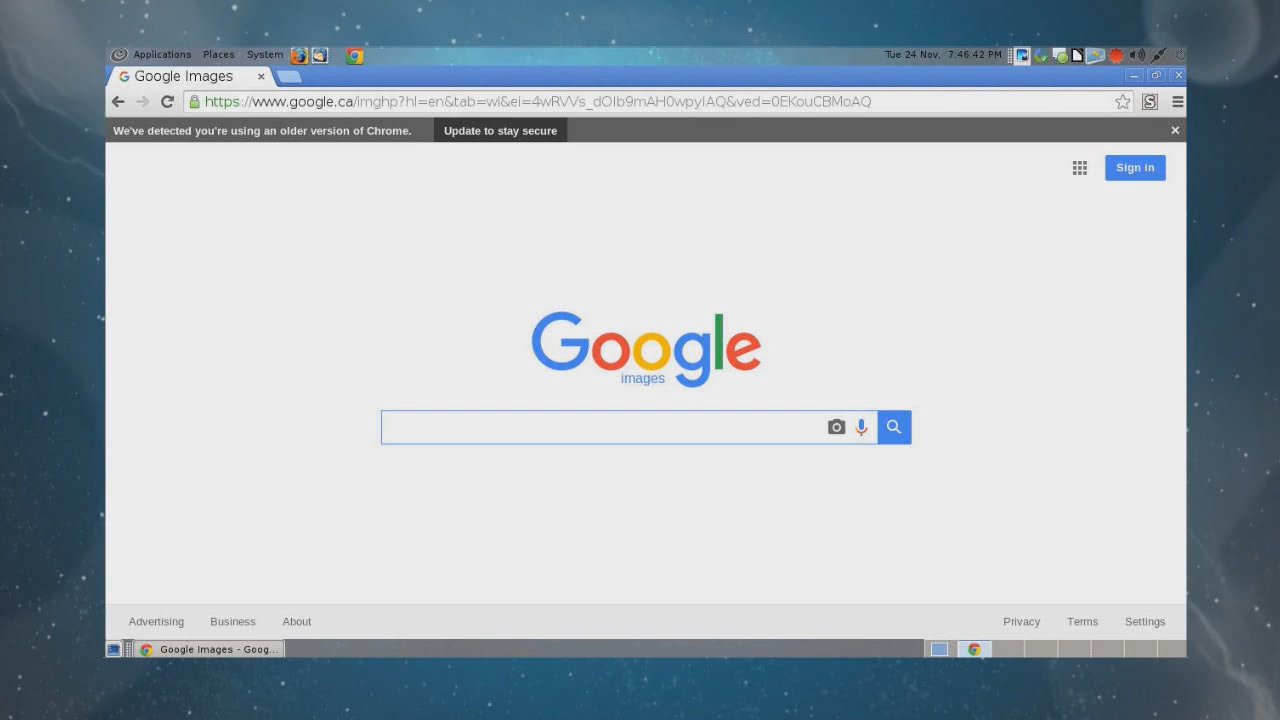 Applications Places System Tue 24 Nov, 7:46:42 PM
Google Images
https://www.google.ca/imghp?hl=en&tab=wi&ei=4wRVVs_dOIb9mAH0wpyIAQ&ved=0EKouCBMoAQ
We've detected you're using an older version of Chrome. Update to stay secure
Sign in
Google
images
Advertising Business About Privacy Terms Settings
Google Images - Goog...